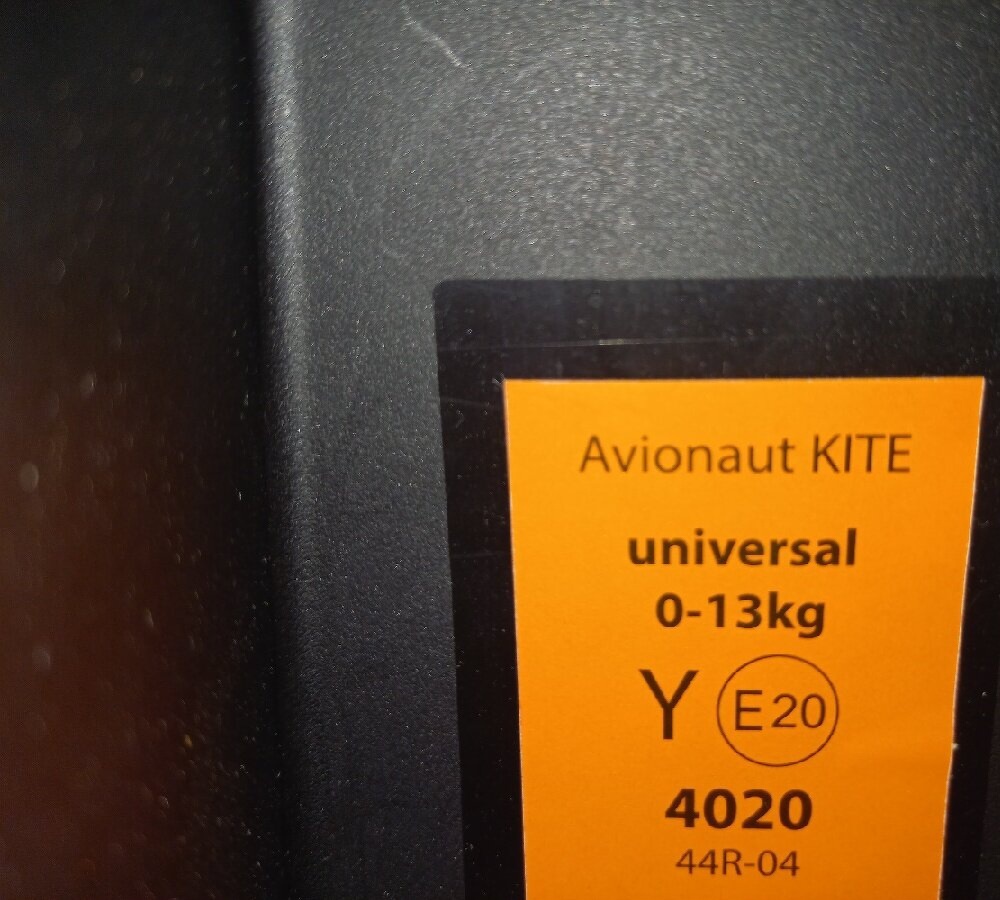 Avionaut KITE
universal
0-13kg
Y E20
4020
44R-04